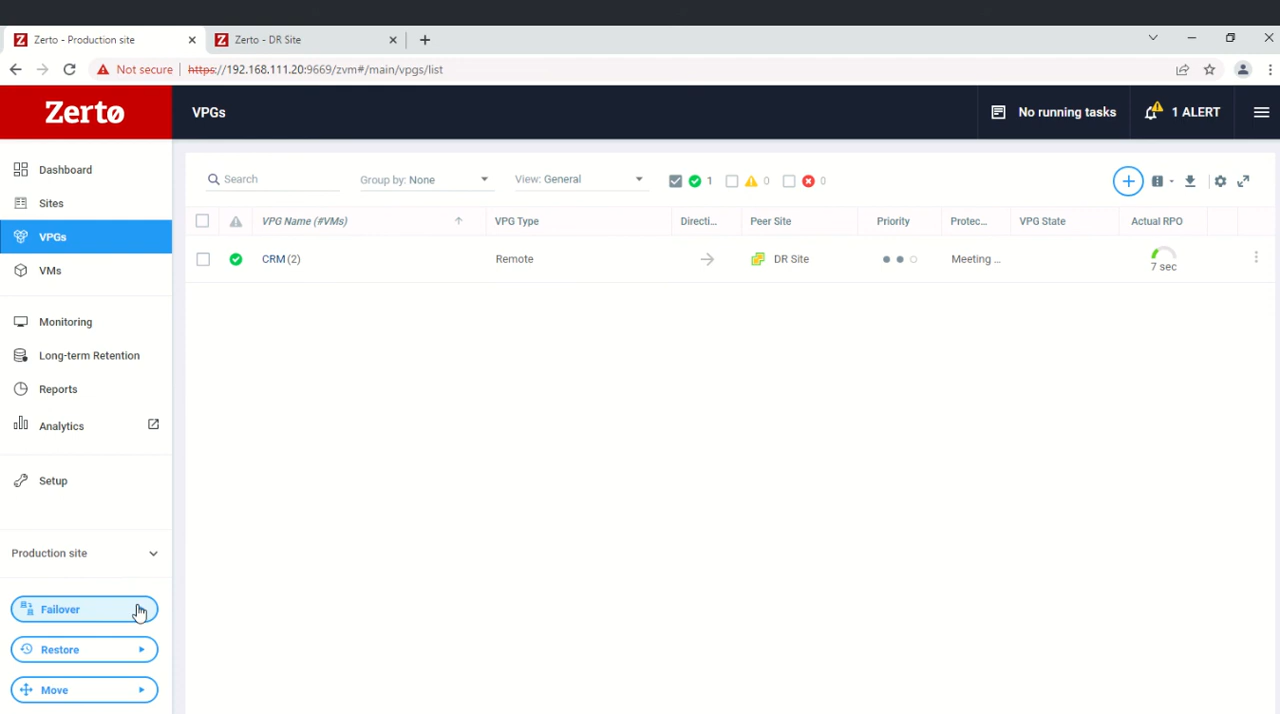 Zerto - Production site
Zerto - DR Site
Not secure
https://192.168.111.20:9669/zvm#/main/vpgs/list
Zerto
VPGs
No running tasks
1 ALERT
Dashboard
Sites
VPGs
VMs
Monitoring
Long-term Retention
Reports
Analytics
Setup
Production site
Failover
Restore
Move
Search
Group by: None
View: General
1
0
0
VPG Name (#VMs)
VPG Type
Directi...
Peer Site
Priority
Protec...
VPG State
Actual RPO
CRM (2)
Remote
DR Site
Meeting ...
7 sec